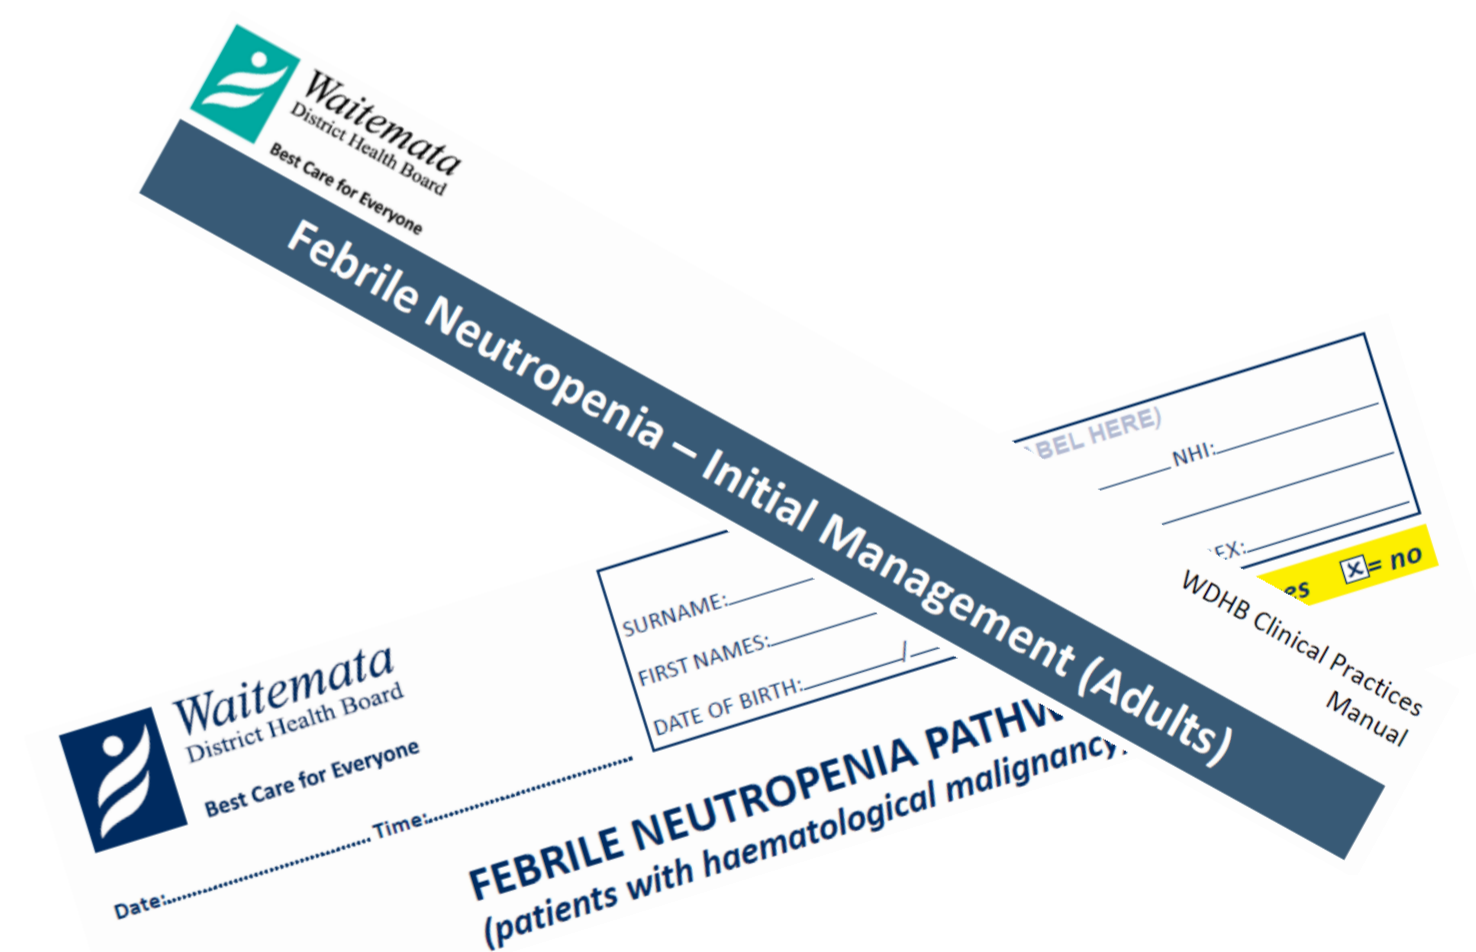 Waitemata
District Health Board
Best Care for Everyone
Febrile Neutropenia – Initial Management (Adults)
WDHB Clinical Practices
Manual
BEL HERE)
SURNAME: NHI:
FIRST NAMES:
DATE OF BIRTH: / EX:
es x = no
Waitemata
District Health Board
Best Care for Everyone
Date: Time:
FEBRILE NEUTROPENIA PATHW
(patients with haematological malignancy)